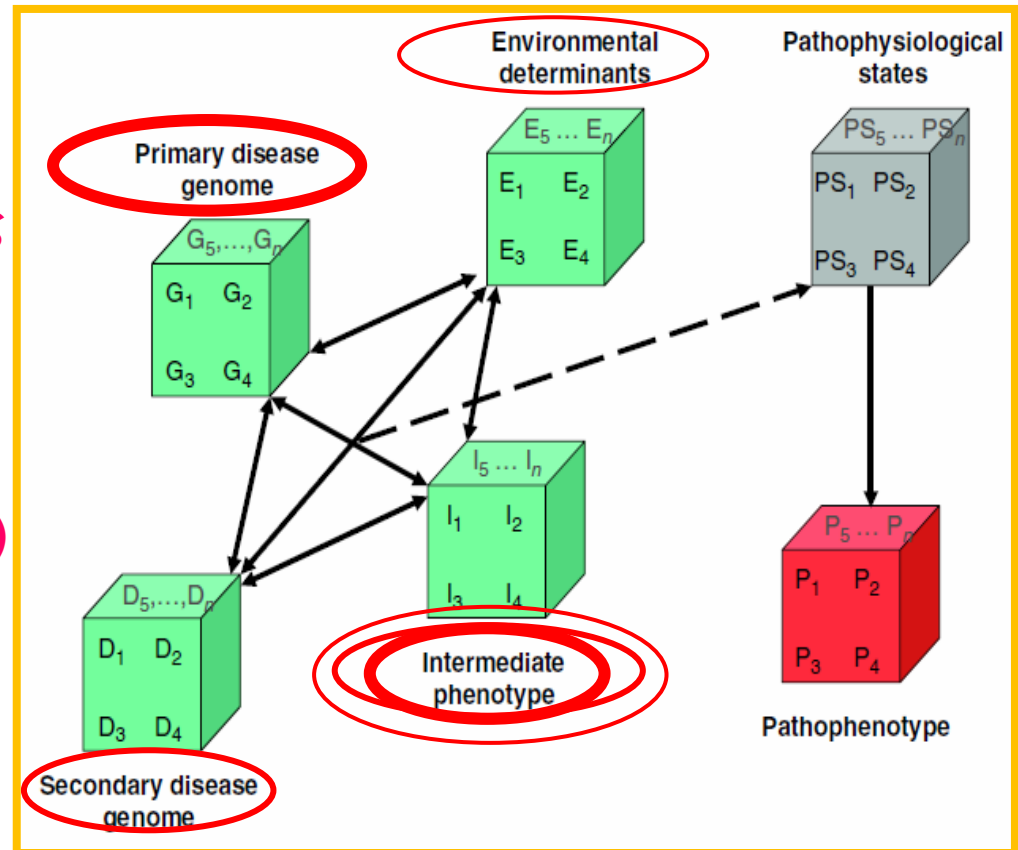 Environmental
determinants
Pathophysiological
states
Primary disease
genome
E5 ... En
E1 E2
E3 E4
PS5 ... PSn
PS1 PS2
PS3 PS4
G5,...,Gn
G1 G2
G3 G4
I5 ... In
I1 I2
I3 I4
Intermediate
phenotype
D5,...,Dn
D1 D2
D3 D4
Secondary disease
genome
P5 ... Pn
P1 P2
P3 P4
Pathophenotype